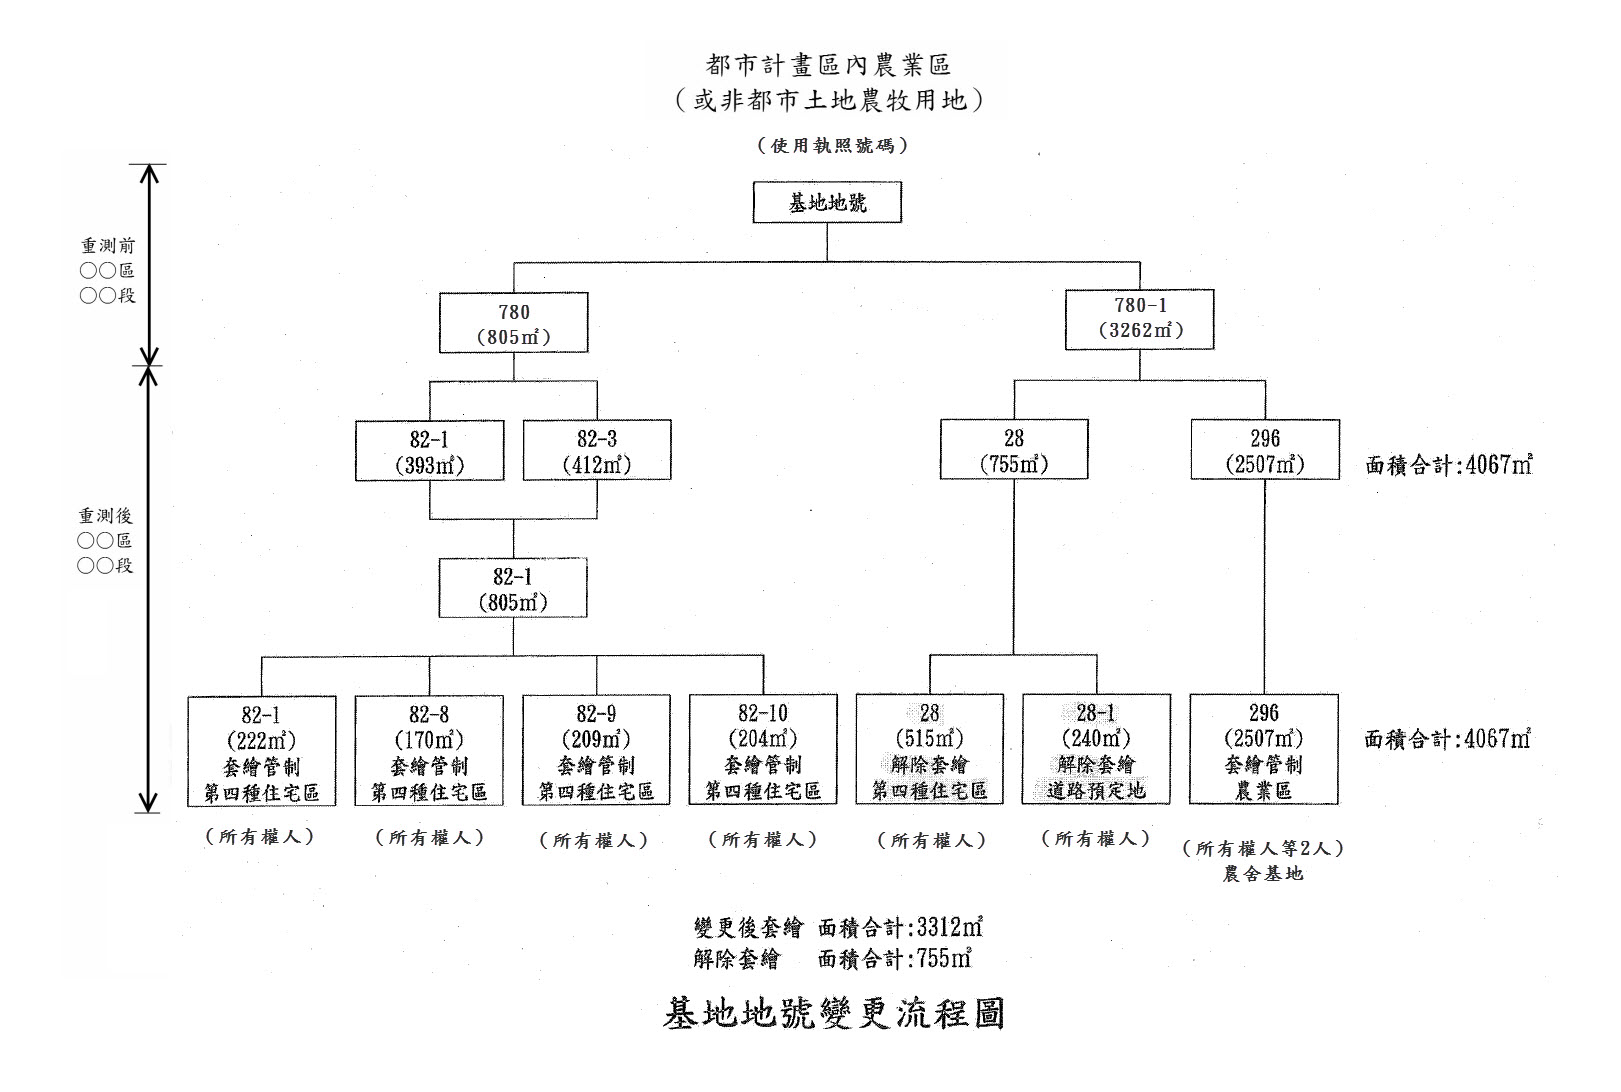 都市計畫區內農業區
（或非都市土地農牧用地）
（使用執照號碼）
基地地號
重測前
○○區
○○段
780
(805㎡)
780-1
(3262㎡)
82-1
(393㎡)
82-3
(412㎡)
28
(755㎡)
296
(2507㎡)
面積合計:4067㎡
重測後
○○區
○○段
82-1
(805㎡)
82-1
(222㎡)
套繪管制
第四種住宅區
82-8
(170㎡)
套繪管制
第四種住宅區
82-9
(209㎡)
套繪管制
第四種住宅區
82-10
(204㎡)
套繪管制
第四種住宅區
28
(515㎡)
解除套繪
第四種住宅區
28-1
(240㎡)
解除套繪
道路預定地
296
(2507㎡)
套繪管制
農業區
面積合計:4067㎡
（所有權人）
（所有權人）
（所有權人）
（所有權人）
（所有權人）
（所有權人）
（所有權人等2人）
農舍基地
變更後套繪 面積合計:3312㎡
解除套繪 面積合計:755㎡
基地地號變更流程圖